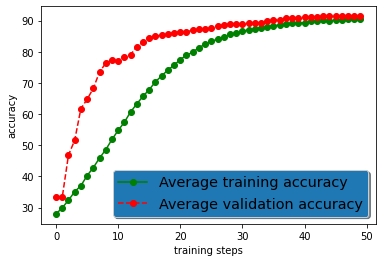 90
80
70
60
50
40
30
accuracy
Average training accuracy
Average validation accuracy
0 10 20 30 40 50
training steps